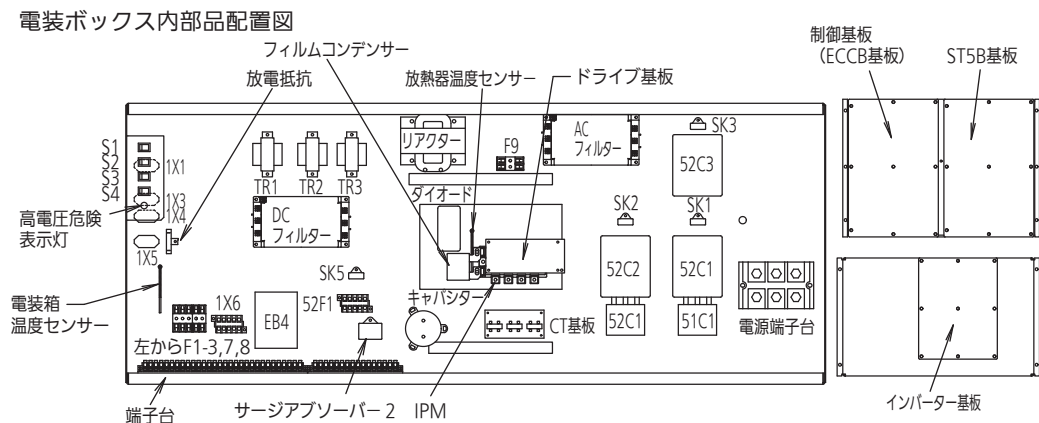 電装ボックス内部品配置図
フィルムコンデンサー
放電抵抗
放熱器温度センサー
ドライブ基板
制御基板
(ECCB基板)
ST5B基板
S1
S2
S3
S4
1X1
1X3
1X4
1X5
高電圧危険
表示灯
TR1
TR2
TR3
DC
フィルター
リアクター
F9
AC
フィルター
SK3
52C3
ダイオード
SK2
SK1
52C2
52C1
52C1
51C1
電源端子台
電装箱
温度センサー
1X6
EB4
SK5
52F1
キャパシター
CT基板
左からF1-3,7,8
端子台
サージアブソーバー2
IPM
インバーター基板